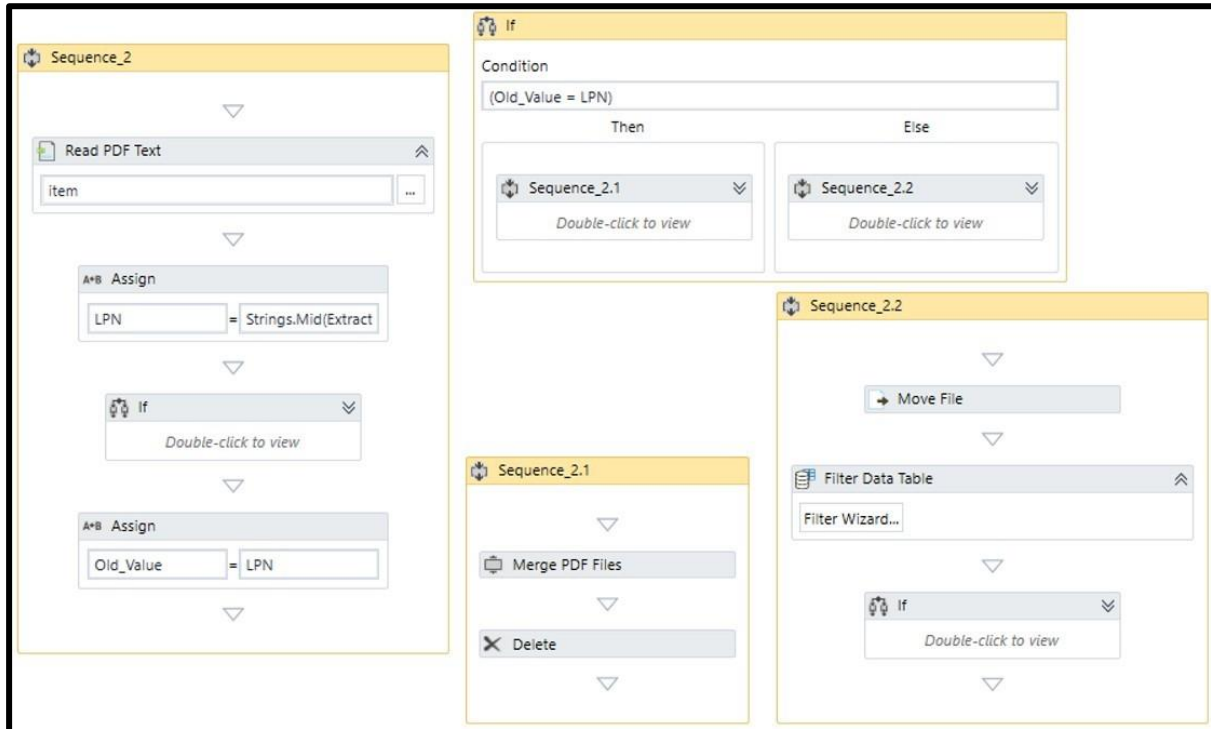 Sequence_2
Read PDF Text
item
...
A+B Assign
LPN = Strings.Mid(Extract
If
Double-click to view
A+B Assign
Old_Value = LPN
If
Condition
(Old_Value = LPN)
Then Else
Sequence_2.1 Sequence_2.2
Double-click to view Double-click to view
Sequence_2.1
Merge PDF Files
Delete
Sequence_2.2
Move File
Filter Data Table
Filter Wizard...
If
Double-click to view